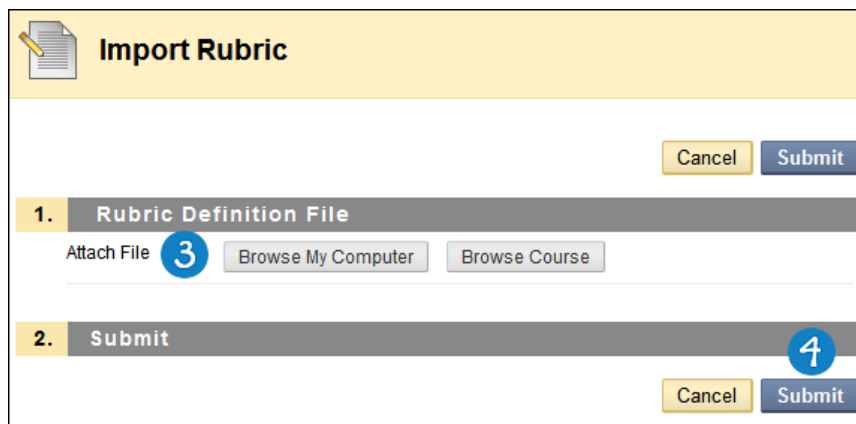 Import Rubric
Cancel Submit
1. Rubric Definition File
Attach File 3 Browse My Computer Browse Course
2. Submit
4
Cancel Submit